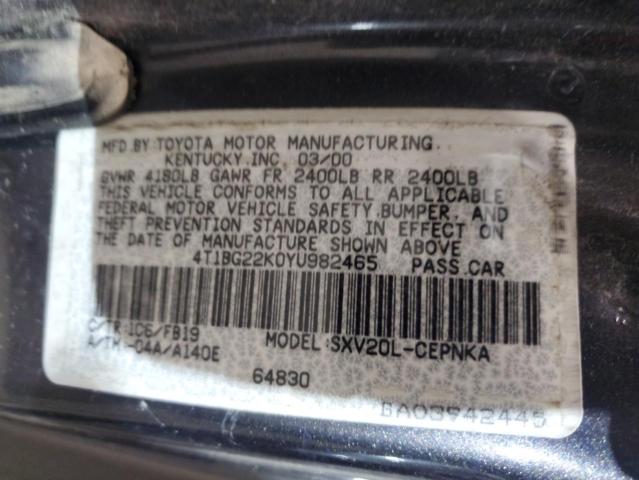 MFD.BY TOYOTA MOTOR MANUFACTURING.
KENTUCKY.INC. 03/00
GVWR 4180LB GAWR FR 2400LB RR 2400LB
THIS VEHICLE CONFORMS TO ALL APPLICABLE
FEDERAL MOTOR VEHICLE SAFETY.BUMPER, AND
THEFT PREVENTION STANDARDS IN EFFECT ON
THE DATE OF MANUFACTURE SHOWN ABOVE
4T1BG22K0YU982465 PASS.CAR
C/TR:1C6/FB19
A/TM:-04A/A140E MODEL:SXV20L-CEPNKA
64830
BA03942445